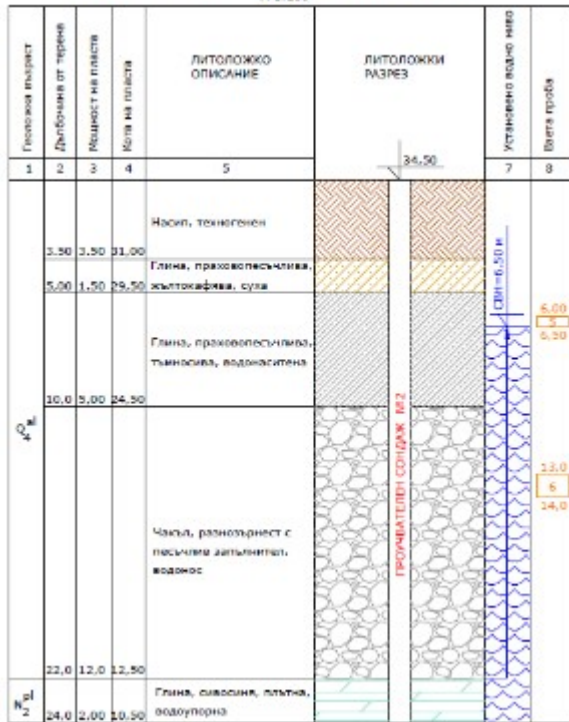 Геоложка възраст
Дълбочина от терена
Мощност на пласта
Кота на пласта
ЛИТОЛОЖКО
ОПИСАНИЕ
ЛИТОЛОЖКИ
РАЗРЕЗ
Установено водно ниво
Взета проба
34,50
1 2 3 4 5 7 8
Насип, техногенен
3.50 3.50 31,00
Глина, праховопесъчлива,
жълтокафява, суха
5,00 1,50 29,50
Глина, праховопесъчлива,
тъмносива, водонаситена
10.0 5,00 24,50
Чакъл, разнозърнест с
песъчлив запълнител,
водонос
22,0 12,0 12,50
Глина, сивосиня, плътна,
водоупорна
24.0 2.00 10,50
N₂ᵖˡ
ПРОУЧВАТЕЛЕН СОНДАЖ №2
СВН=6,50 м
6,00
5
6,50
13,0
6
14,0